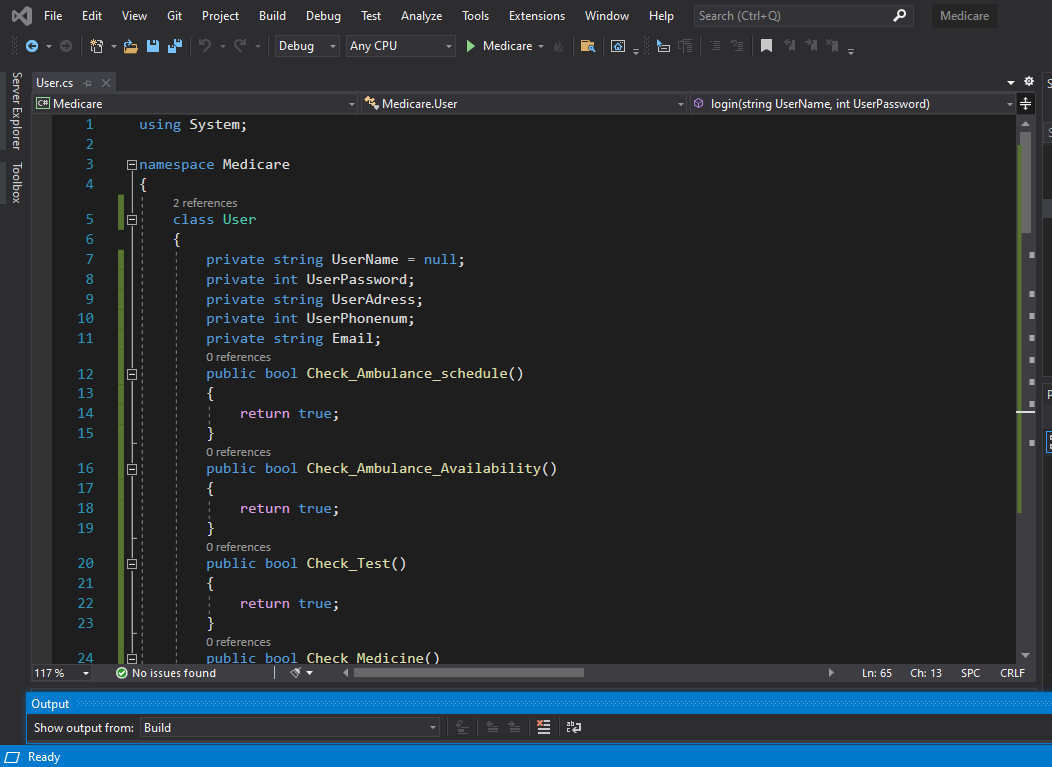 File Edit View Git Project Build Debug Test Analyze Tools Extensions Window Help Search (Ctrl+Q) Medicare
Debug Any CPU Medicare
Server Explorer
Toolbox
User.cs
C# Medicare Medicare.User login(string UserName, int UserPassword)
1 using System;
2
3 namespace Medicare
4 {
2 references
5 class User
6 {
7 private string UserName = null;
8 private int UserPassword;
9 private string UserAdress;
10 private int UserPhonenum;
11 private string Email;
0 references
12 public bool Check_Ambulance_schedule()
13 {
14 return true;
15 }
0 references
16 public bool Check_Ambulance_Availability()
17 {
18 return true;
19 }
0 references
20 public bool Check_Test()
21 {
22 return true;
23 }
0 references
24 public bool Check_Medicine()
117 % No issues found Ln: 65 Ch: 13 SPC CRLF
Output
Show output from: Build
Ready